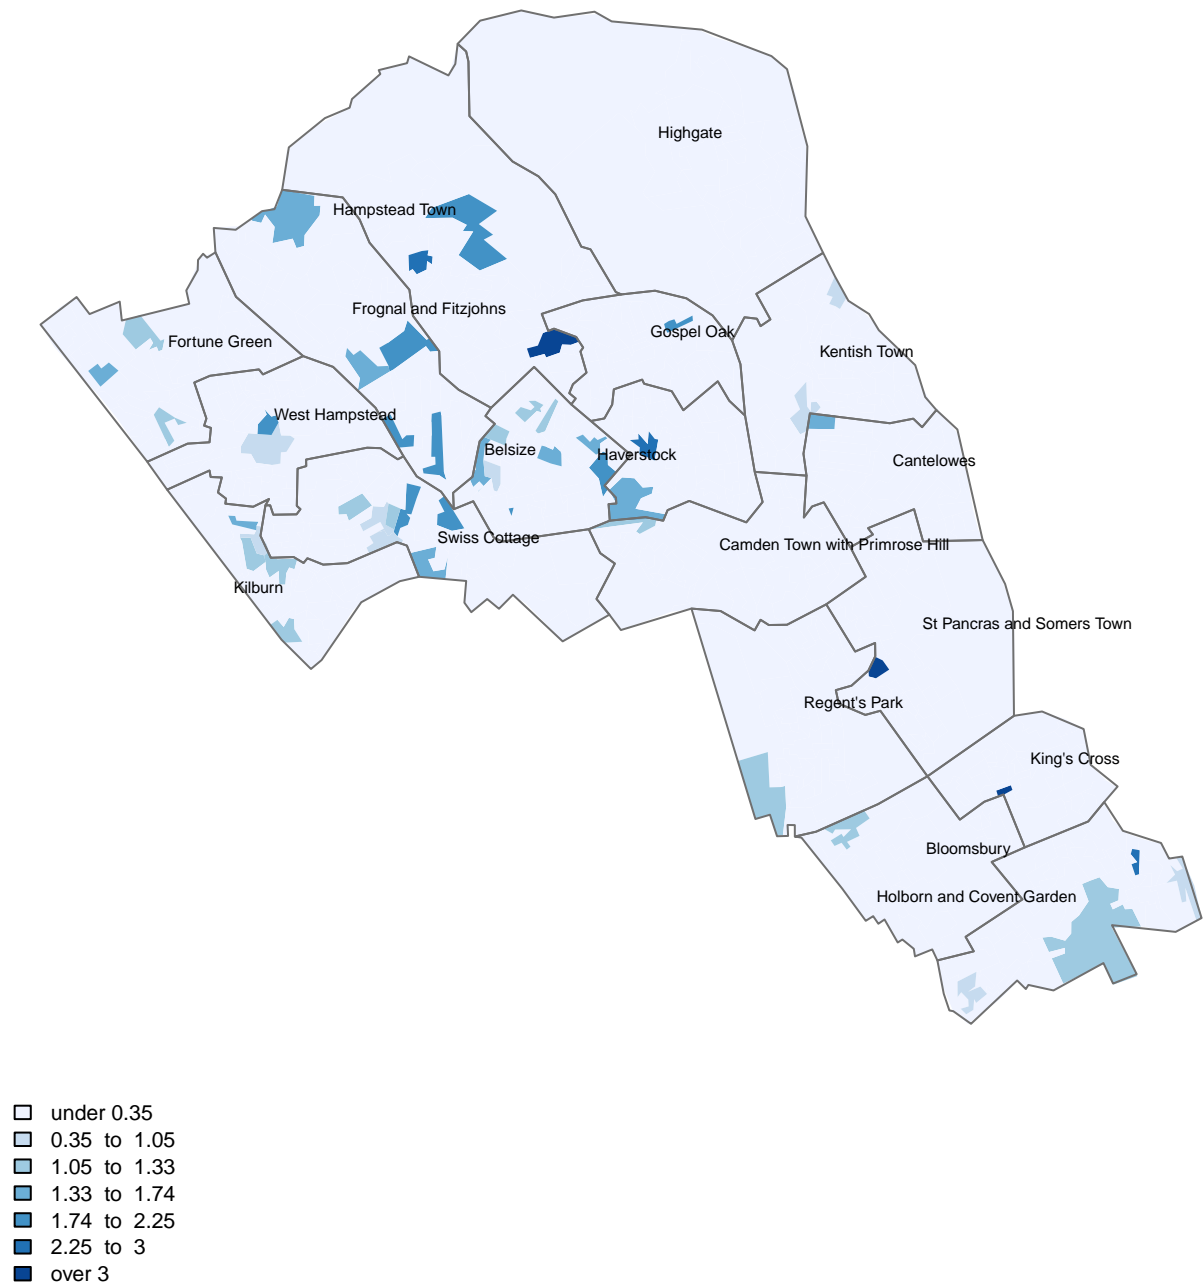 Highgate
Hampstead Town
Frognal and Fitzjohns
Gospel Oak
Fortune Green
Kentish Town
West Hampstead
Belsize
Haverstock
Cantelowes
Swiss Cottage
Camden Town with Primrose Hill
Kilburn
St Pancras and Somers Town
Regent's Park
King's Cross
Bloomsbury
Holborn and Covent Garden
under 0.35
0.35 to 1.05
1.05 to 1.33
1.33 to 1.74
1.74 to 2.25
2.25 to 3
over 3